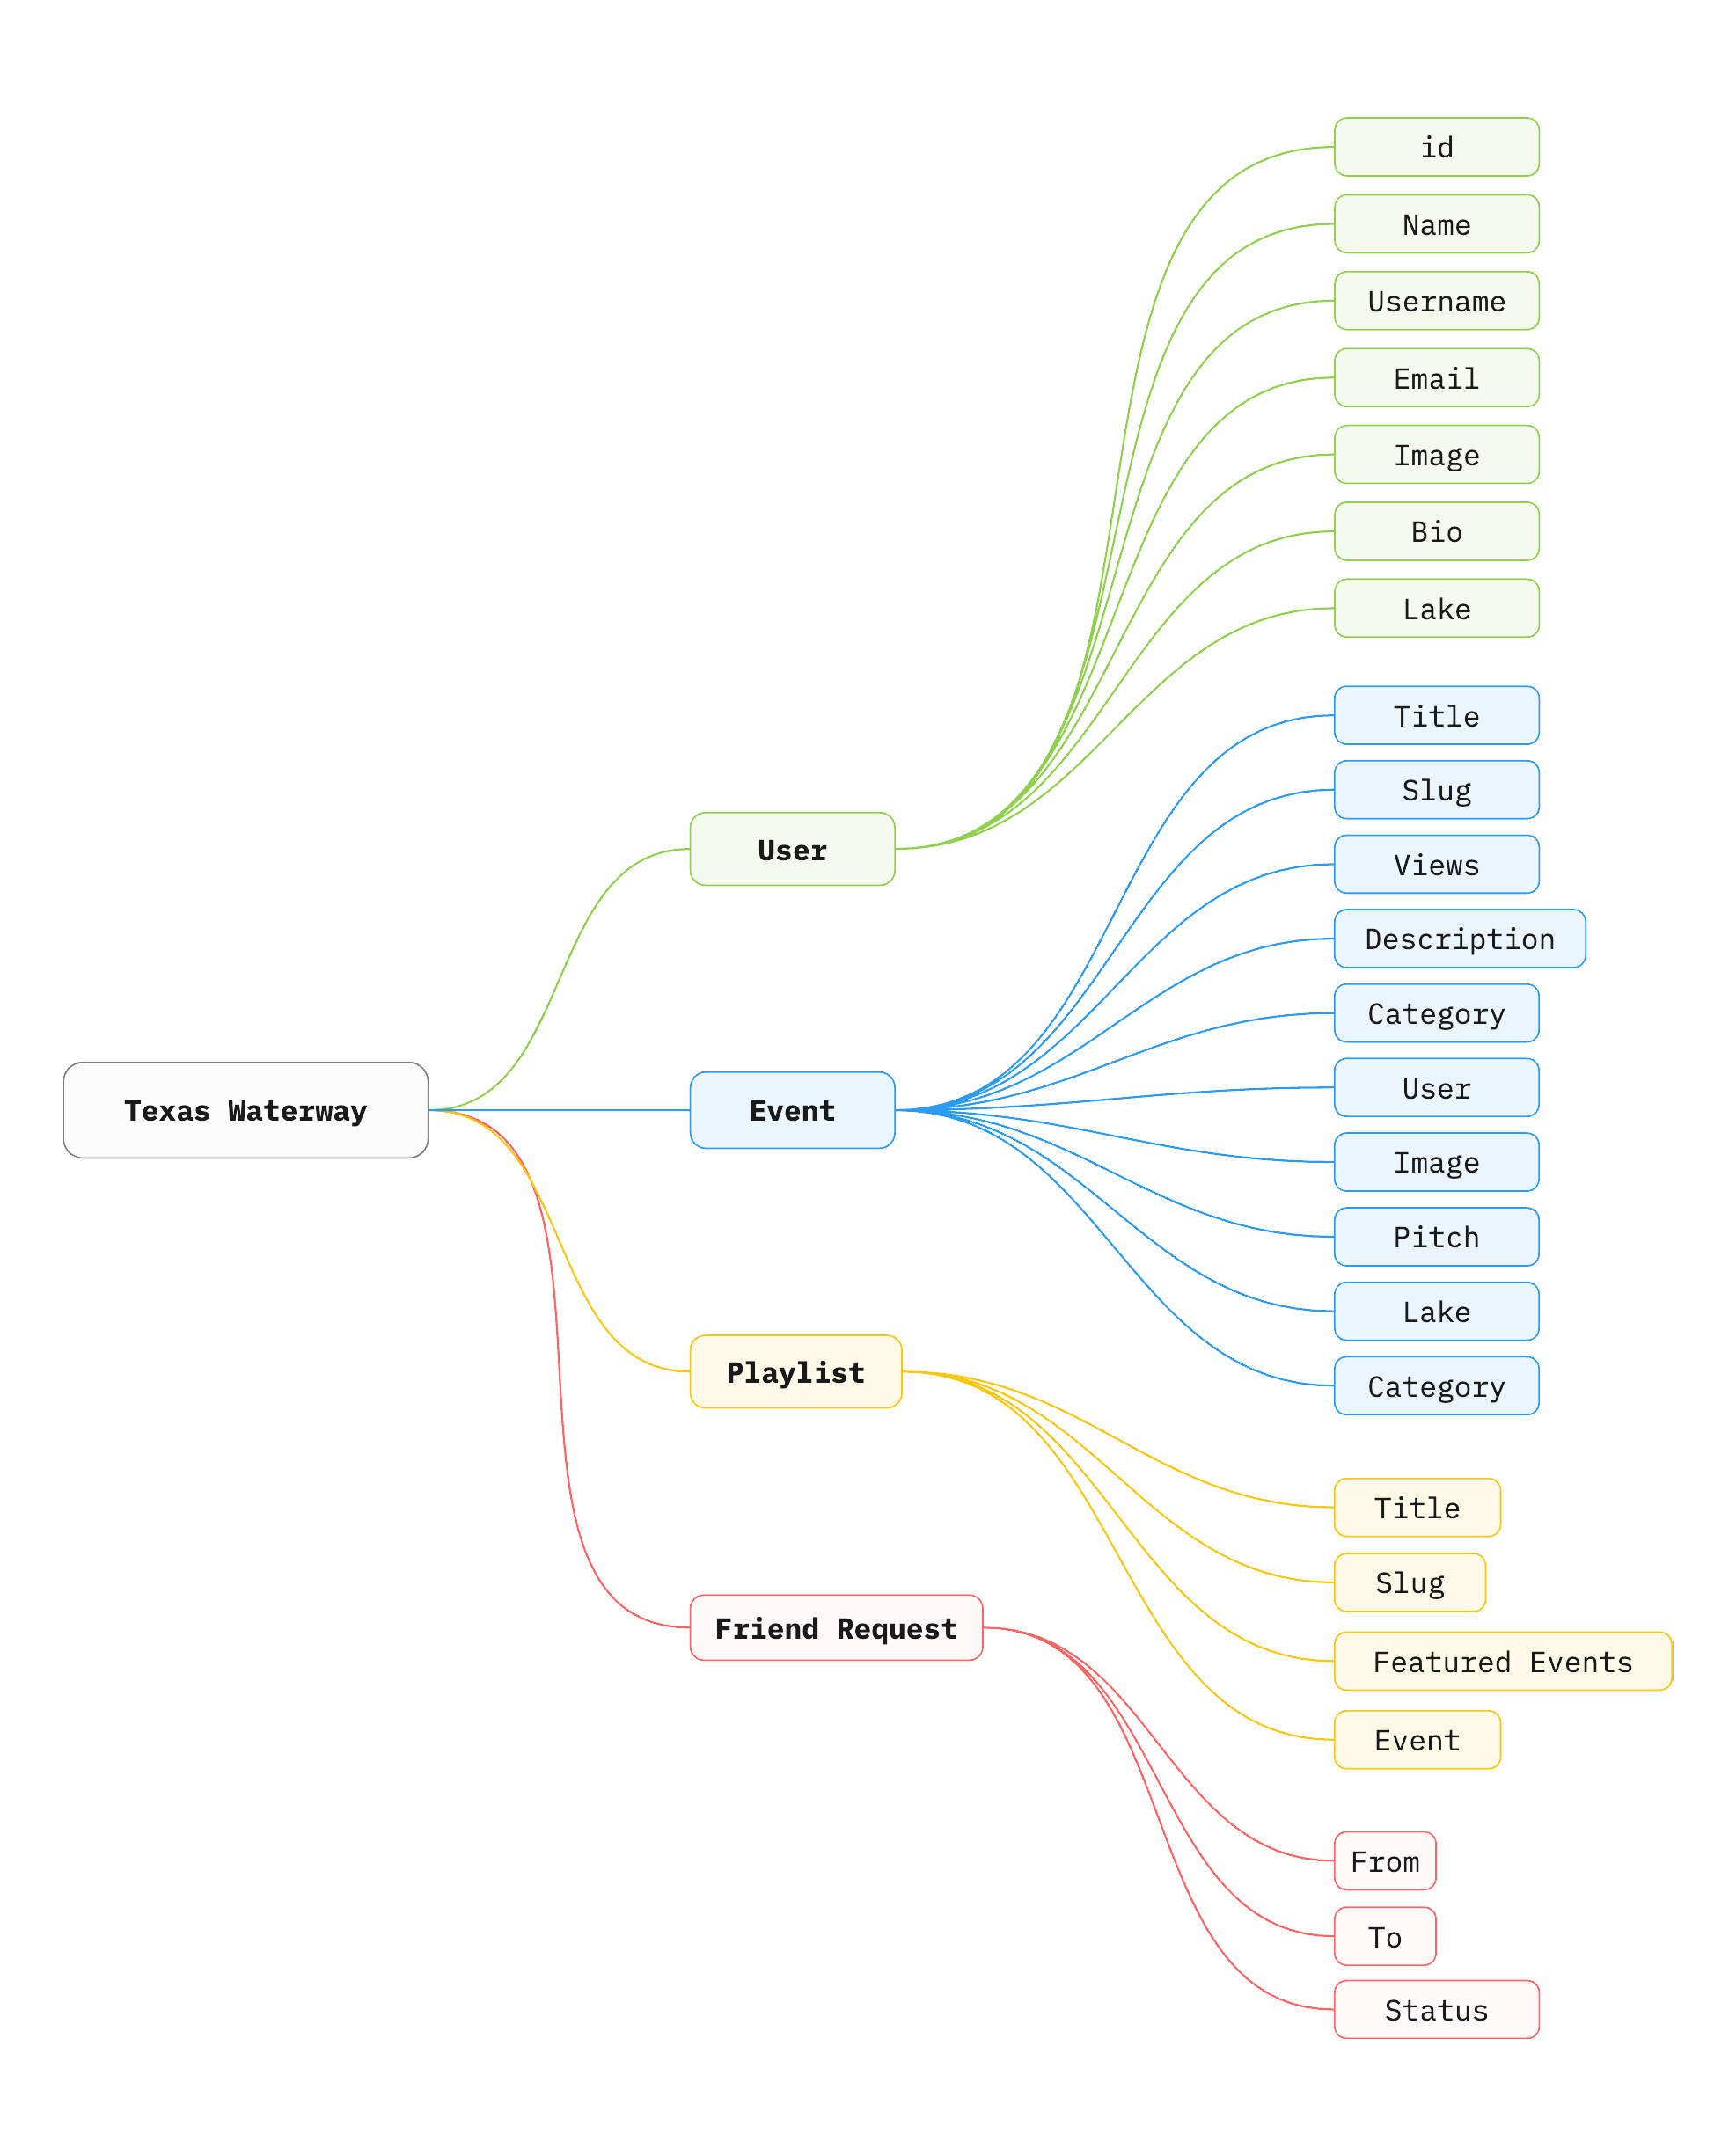 Texas Waterway
User
id
Name
Username
Email
Image
Bio
Lake
Event
Title
Slug
Views
Description
Category
User
Image
Pitch
Lake
Category
Playlist
Title
Slug
Featured Events
Event
Friend Request
From
To
Status